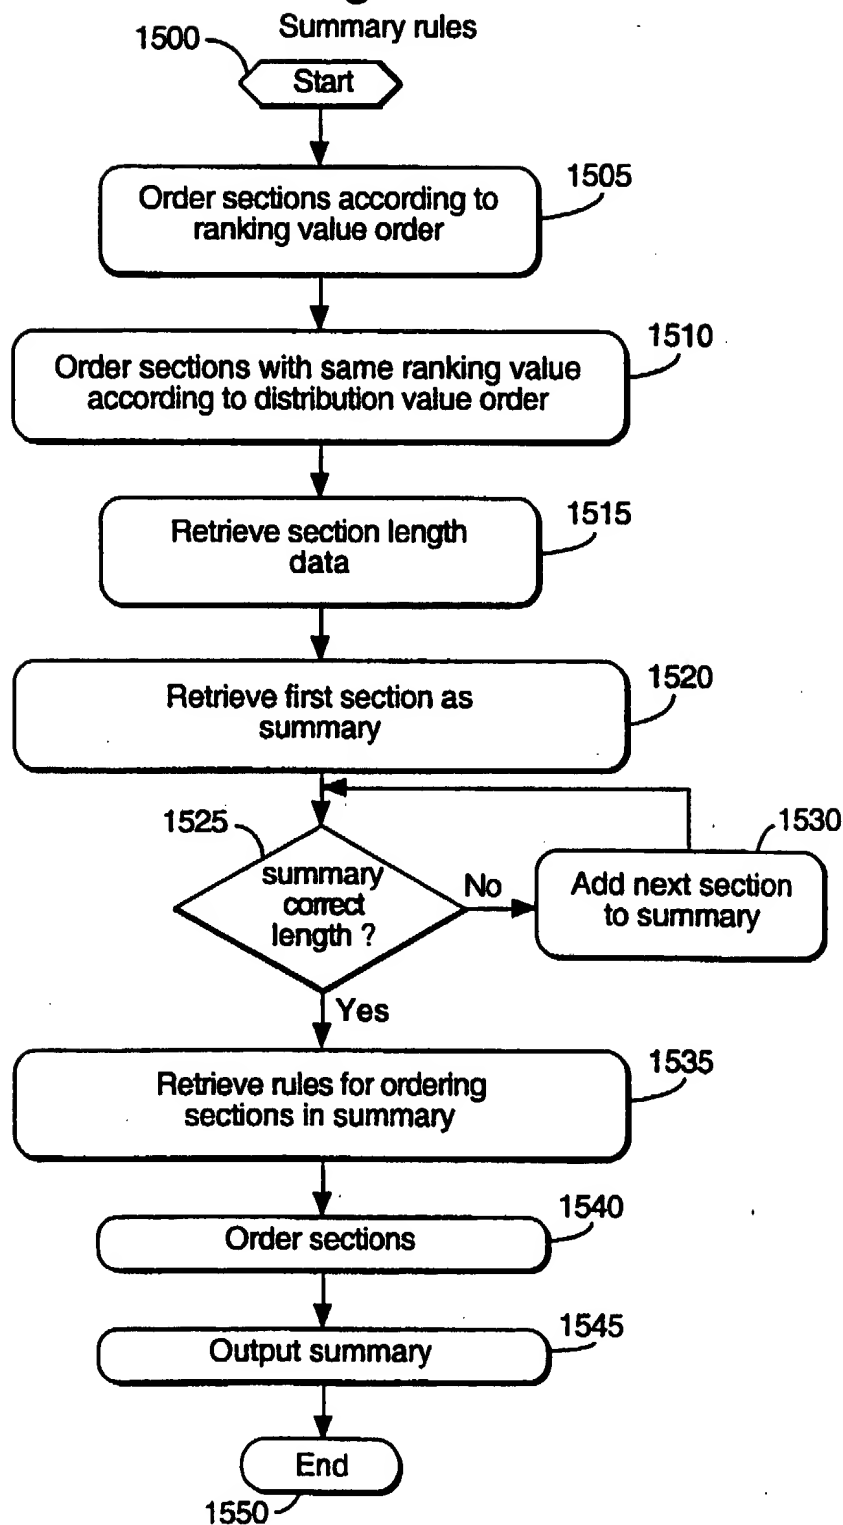 Summary rules
1500
Start
1505
Order sections according to
ranking value order
1510
Order sections with same ranking value
according to distribution value order
1515
Retrieve section length
data
1520
Retrieve first section as
summary
1525
summary
correct
length ?
No
1530
Add next section
to summary
Yes
1535
Retrieve rules for ordering
sections in summary
1540
Order sections
1545
Output summary
End
1550